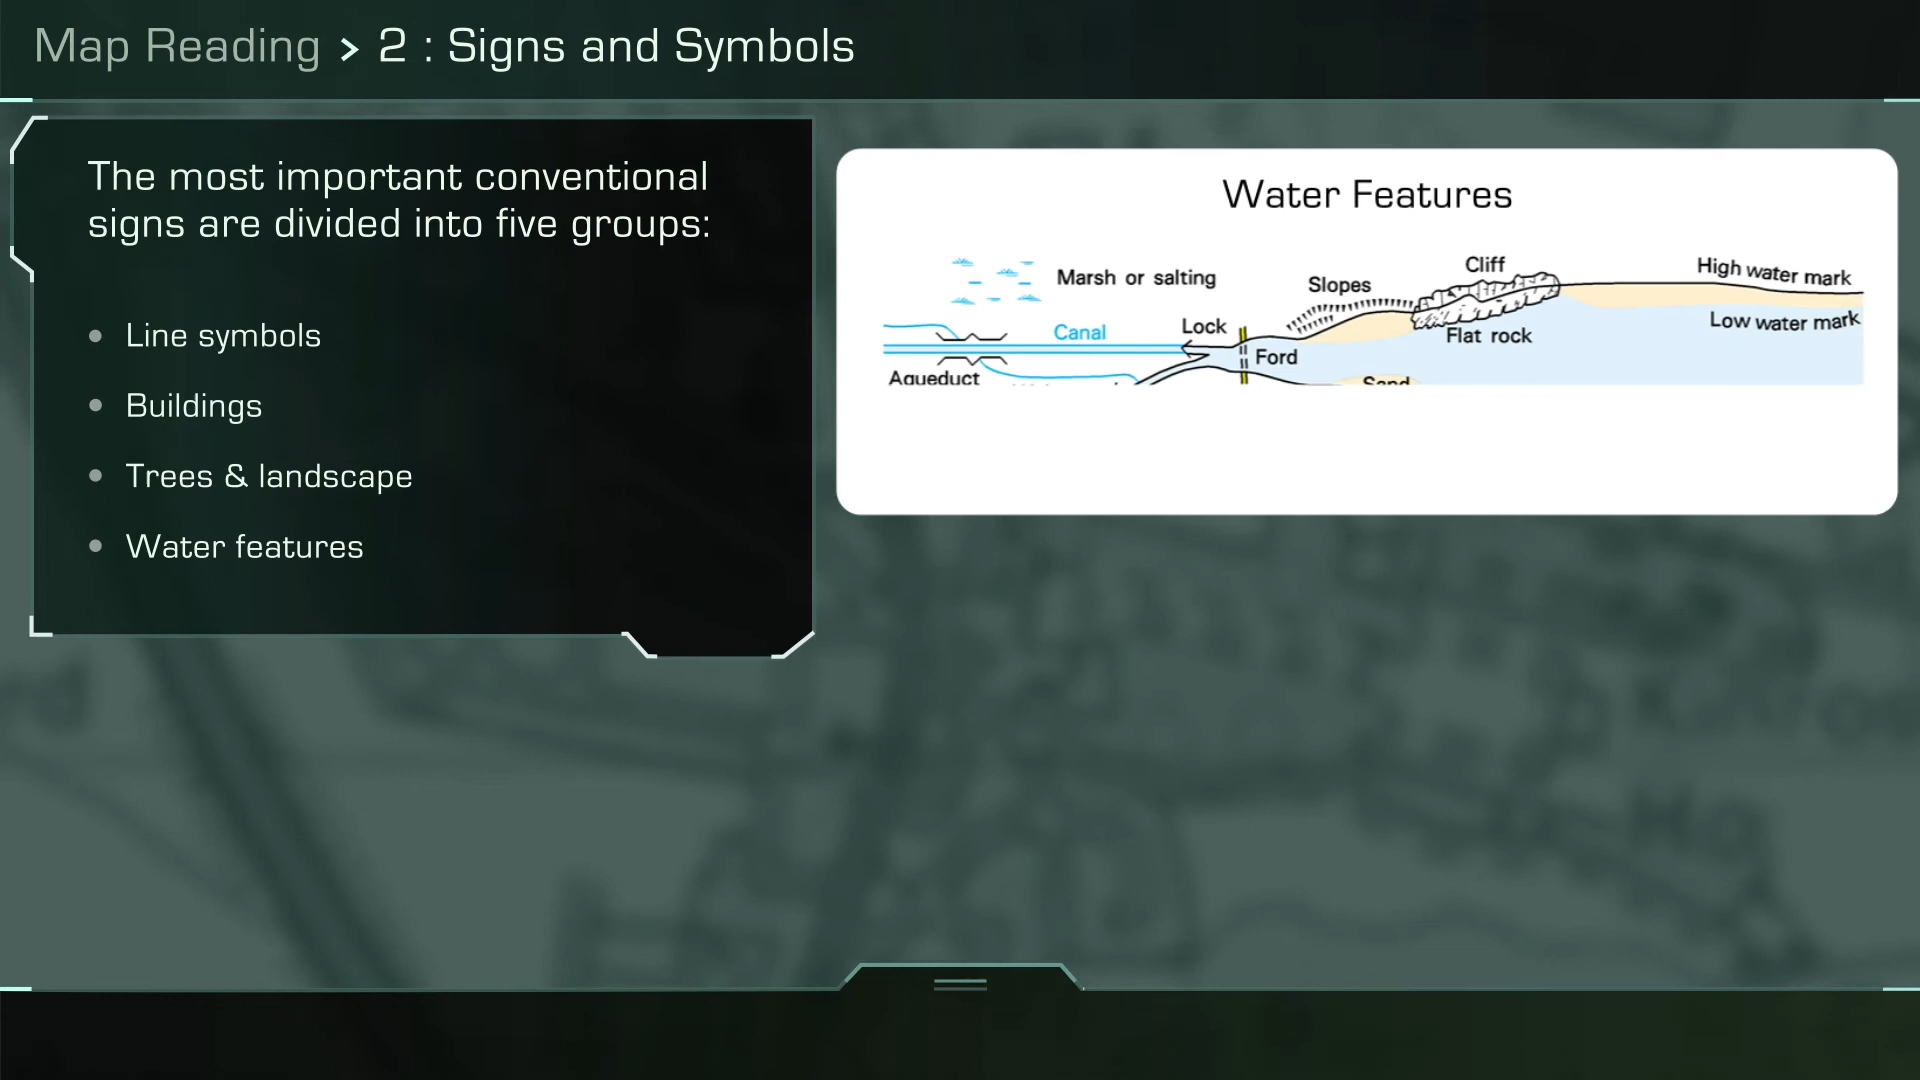 Map Reading > 2 : Signs and Symbols
The most important conventional
signs are divided into five groups:
• Line symbols
• Buildings
• Trees & landscape
• Water features
Water Features
Marsh or salting
Slopes
Cliff
High water mark
Low water mark
Canal
Lock
Ford
Flat rock
Aqueduct
Sand